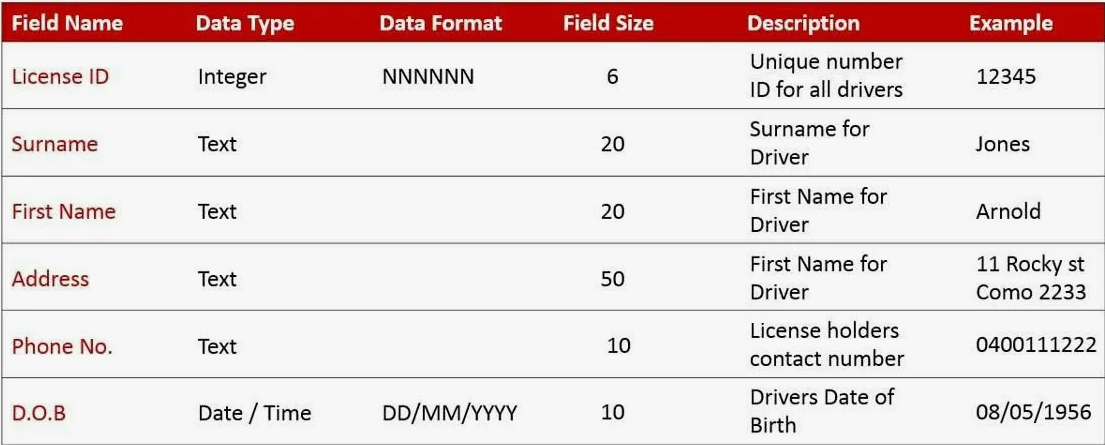 Field Name Data Type Data Format Field Size Description Example
License ID Integer NNNNNN 6 Unique number ID for all drivers 12345
Surname Text 20 Surname for Driver Jones
First Name Text 20 First Name for Driver Arnold
Address Text 50 First Name for Driver 11 Rocky st Como 2233
Phone No. Text 10 License holders contact number 0400111222
D.O.B Date / Time DD/MM/YYYY 10 Drivers Date of Birth 08/05/1956